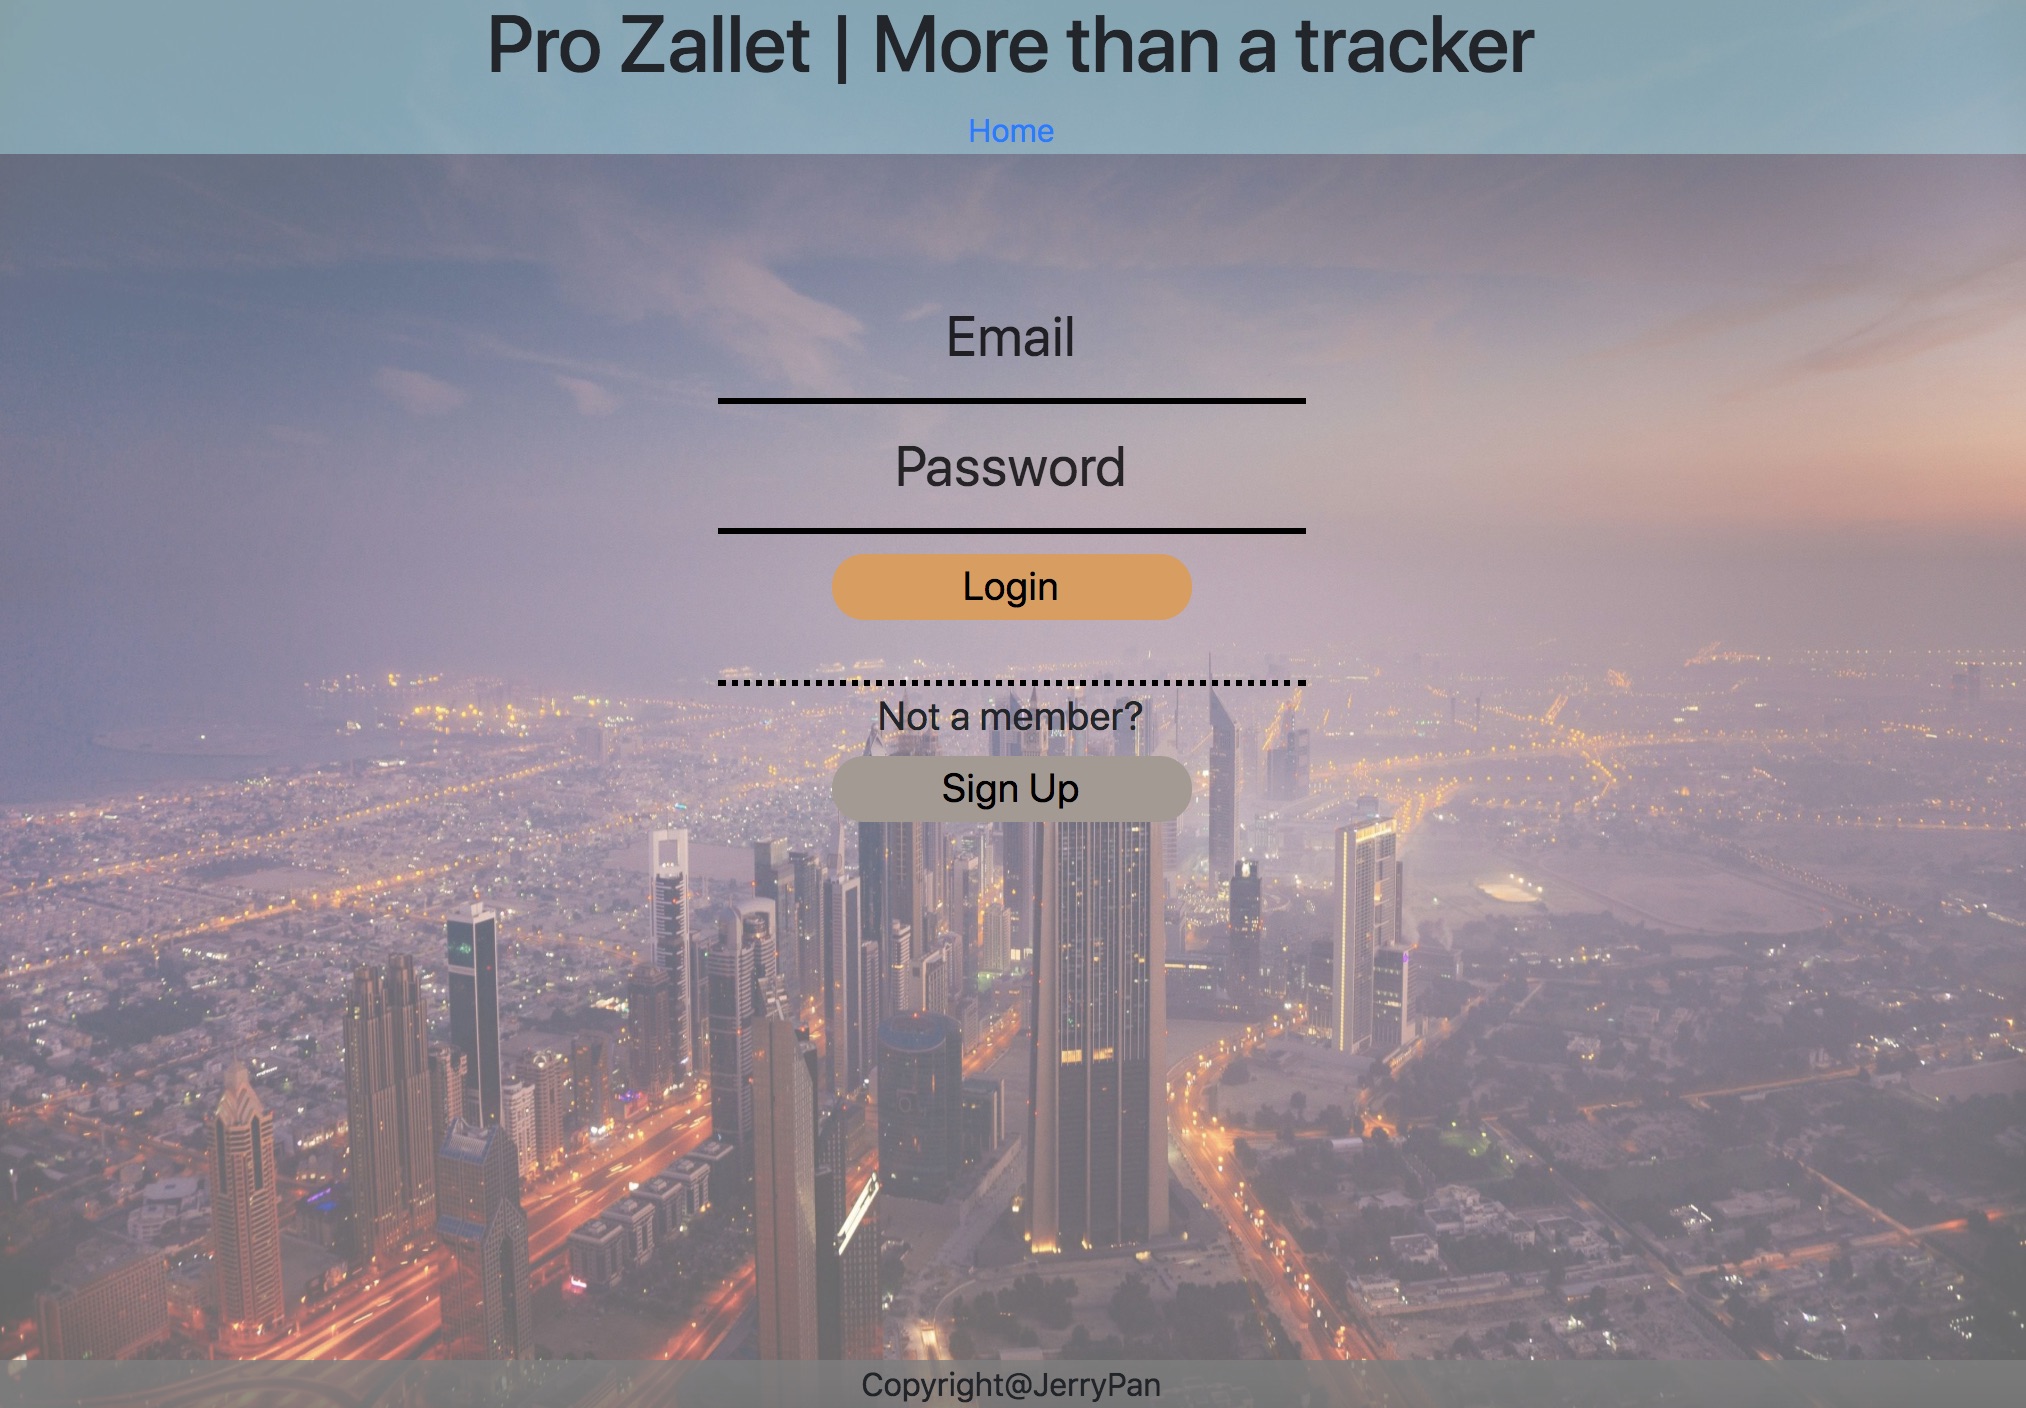 Pro Zallet | More than a tracker
Home
Email
Password
Login
Not a member?
Sign Up
Copyright@JerryPan